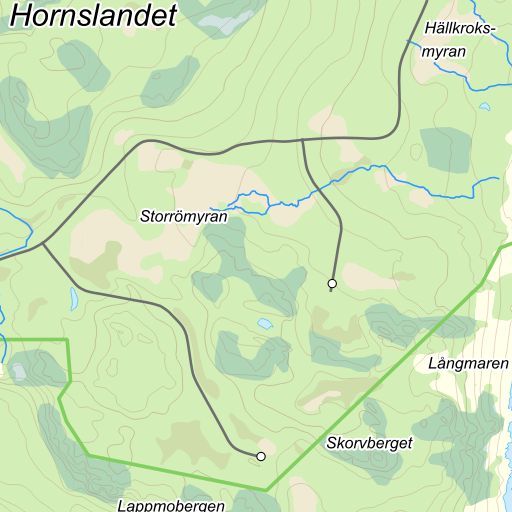 Hornslandet
Hällkroks-
myran
Storrömyran
Långmaren
Skorvberget
Lappmobergen